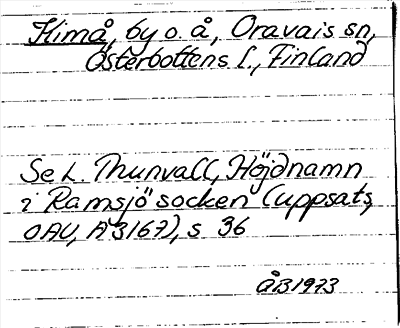 Kimå, by o. å, Oravais sn,
Österbottens l., Finland
Se L. Thunvall, Höjdnamn
i Ramsjö socken (uppsats,
OAU, A 3167), s 36
ÅB 1973